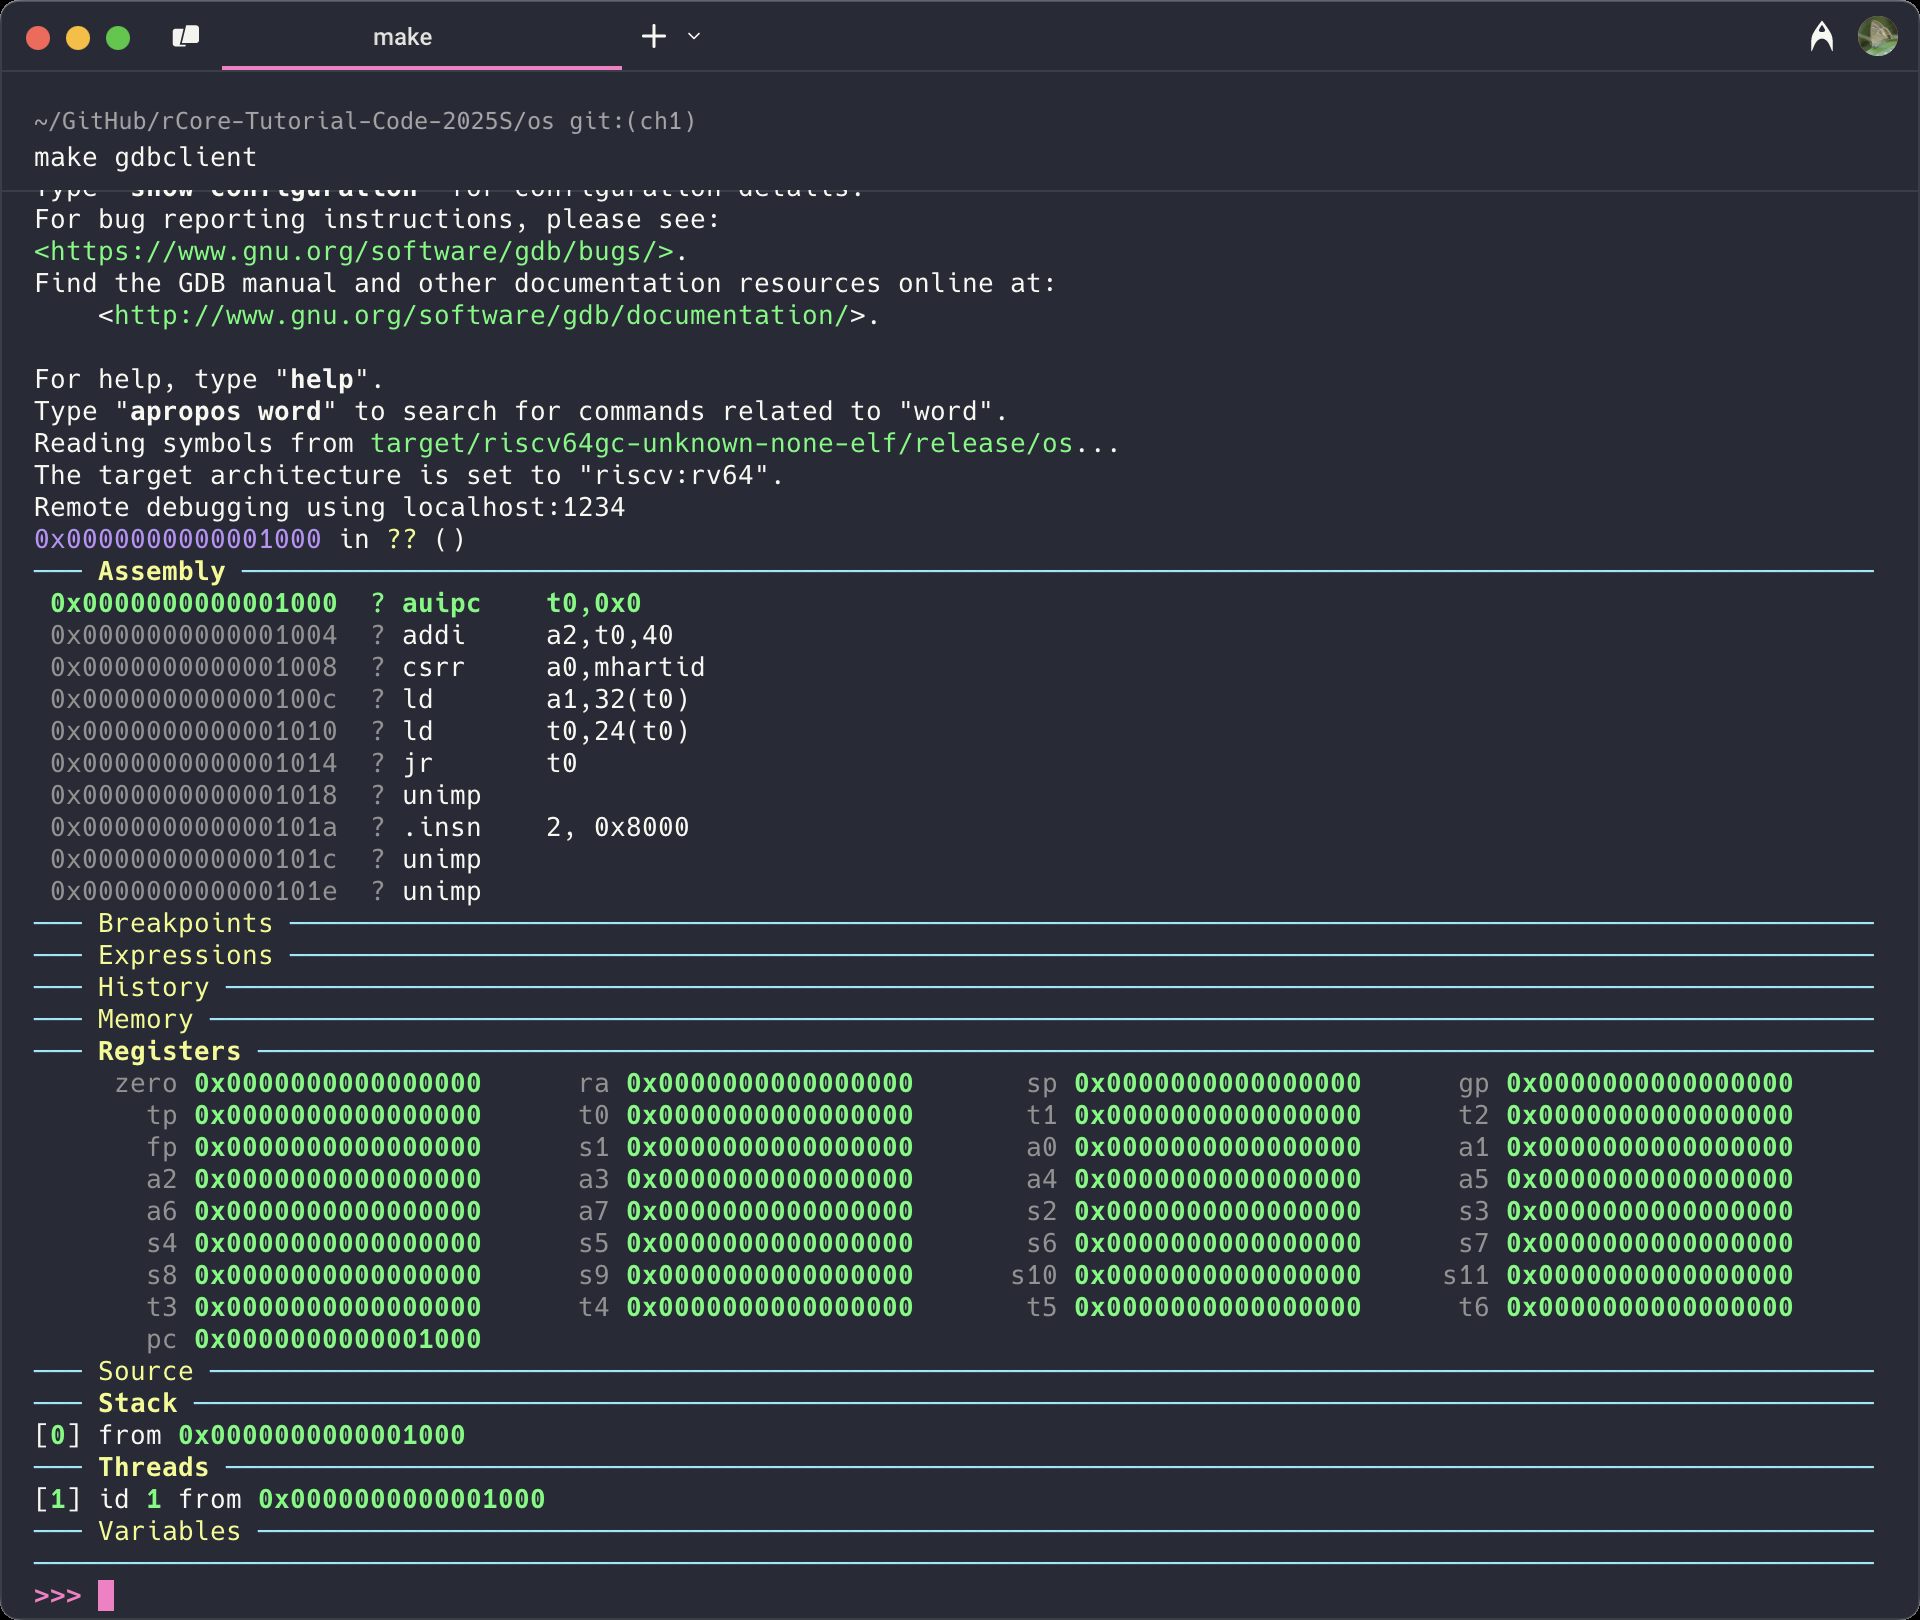 make
~/GitHub/rCore-Tutorial-Code-2025S/os git:(ch1)
make gdbclient
Type "show configuration" for configuration details.
For bug reporting instructions, please see:
<https://www.gnu.org/software/gdb/bugs/>.
Find the GDB manual and other documentation resources online at:
    <http://www.gnu.org/software/gdb/documentation/>.
For help, type "help".
Type "apropos word" to search for commands related to "word".
Reading symbols from target/riscv64gc-unknown-none-elf/release/os...
The target architecture is set to "riscv:rv64".
Remote debugging using localhost:1234
0x0000000000001000 in ?? ()
Assembly
0x0000000000001000  ? auipc    t0,0x0
0x0000000000001004  ? addi     a2,t0,40
0x0000000000001008  ? csrr     a0,mhartid
0x000000000000100c  ? ld       a1,32(t0)
0x0000000000001010  ? ld       t0,24(t0)
0x0000000000001014  ? jr       t0
0x0000000000001018  ? unimp
0x000000000000101a  ? .insn    2, 0x8000
0x000000000000101c  ? unimp
0x000000000000101e  ? unimp
Breakpoints
Expressions
History
Memory
Registers
zero 0x0000000000000000 ra 0x0000000000000000 sp 0x0000000000000000 gp 0x0000000000000000
tp 0x0000000000000000 t0 0x0000000000000000 t1 0x0000000000000000 t2 0x0000000000000000
fp 0x0000000000000000 s1 0x0000000000000000 a0 0x0000000000000000 a1 0x0000000000000000
a2 0x0000000000000000 a3 0x0000000000000000 a4 0x0000000000000000 a5 0x0000000000000000
a6 0x0000000000000000 a7 0x0000000000000000 s2 0x0000000000000000 s3 0x0000000000000000
s4 0x0000000000000000 s5 0x0000000000000000 s6 0x0000000000000000 s7 0x0000000000000000
s8 0x0000000000000000 s9 0x0000000000000000 s10 0x0000000000000000 s11 0x0000000000000000
t3 0x0000000000000000 t4 0x0000000000000000 t5 0x0000000000000000 t6 0x0000000000000000
pc 0x0000000000001000
Source
Stack
[0] from 0x0000000000001000
Threads
[1] id 1 from 0x0000000000001000
Variables
>>>